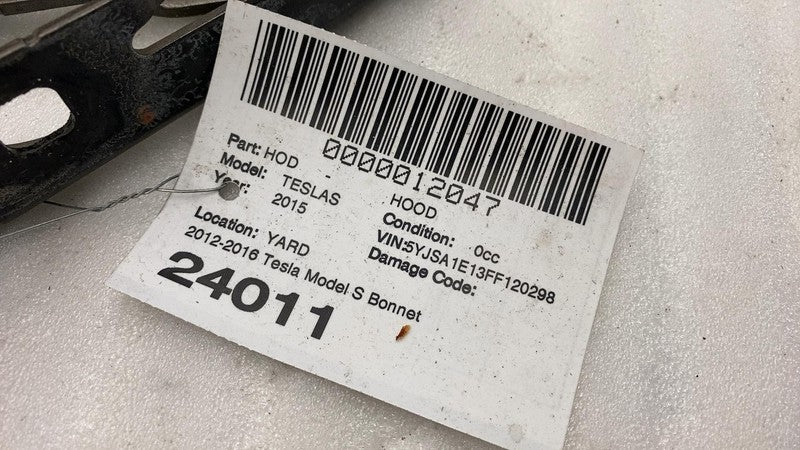 0000012047
Part: HOD - HOOD
Model: TESLAS Condition: 0cc
Year: 2015 VIN:5YJSA1E13FF120298
Damage Code:
Location: YARD
2012-2016 Tesla Model S Bonnet
24011